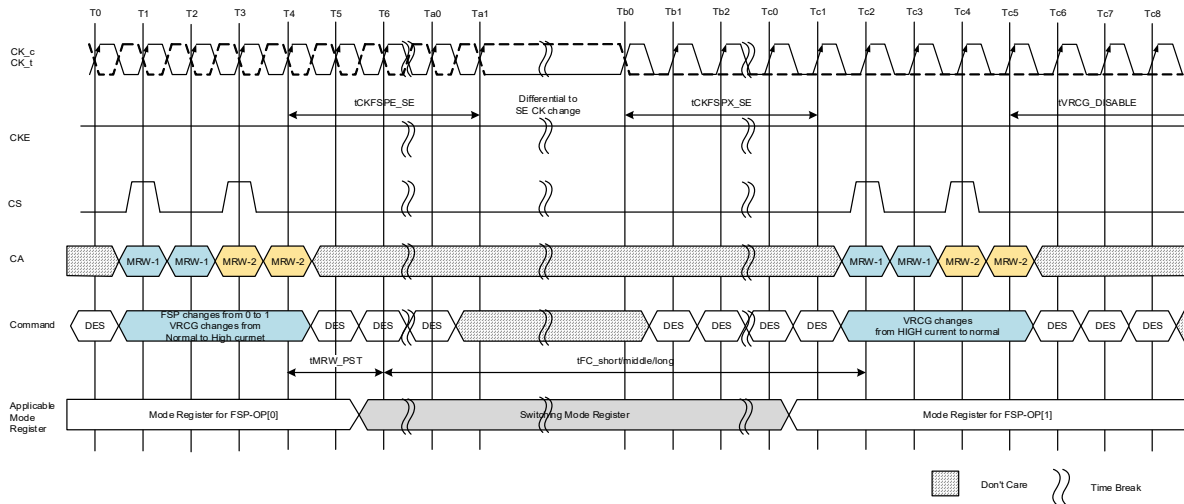 T0 T1 T2 T3 T4 T5 T6 Ta0 Ta1 Tb0 Tb1 Tb2 Tc0 Tc1 Tc2 Tc3 Tc4 Tc5 Tc6 Tc7 Tc8
CK_c
CK_t
tCKFSPE_SE
Differential to
SE CK change
tCKFSPX_SE
tVRCG_DISABLE
CKE
CS
CA
MRW-1 MRW-1 MRW-2 MRW-2 MRW-1 MRW-1 MRW-2 MRW-2
Command
DES
FSP changes from 0 to 1
VRCG changes from
Normal to High curmet
DES DES DES DES DES DES DES
VRCG changes
from HIGH current to normal
DES DES DES
tMRW_PST
tFC_short/middle/long
Applicable
Mode
Register
Mode Register for FSP-OP[0]
Switching Mode Register
Mode Register for FSP-OP[1]
Don't Care
Time Break